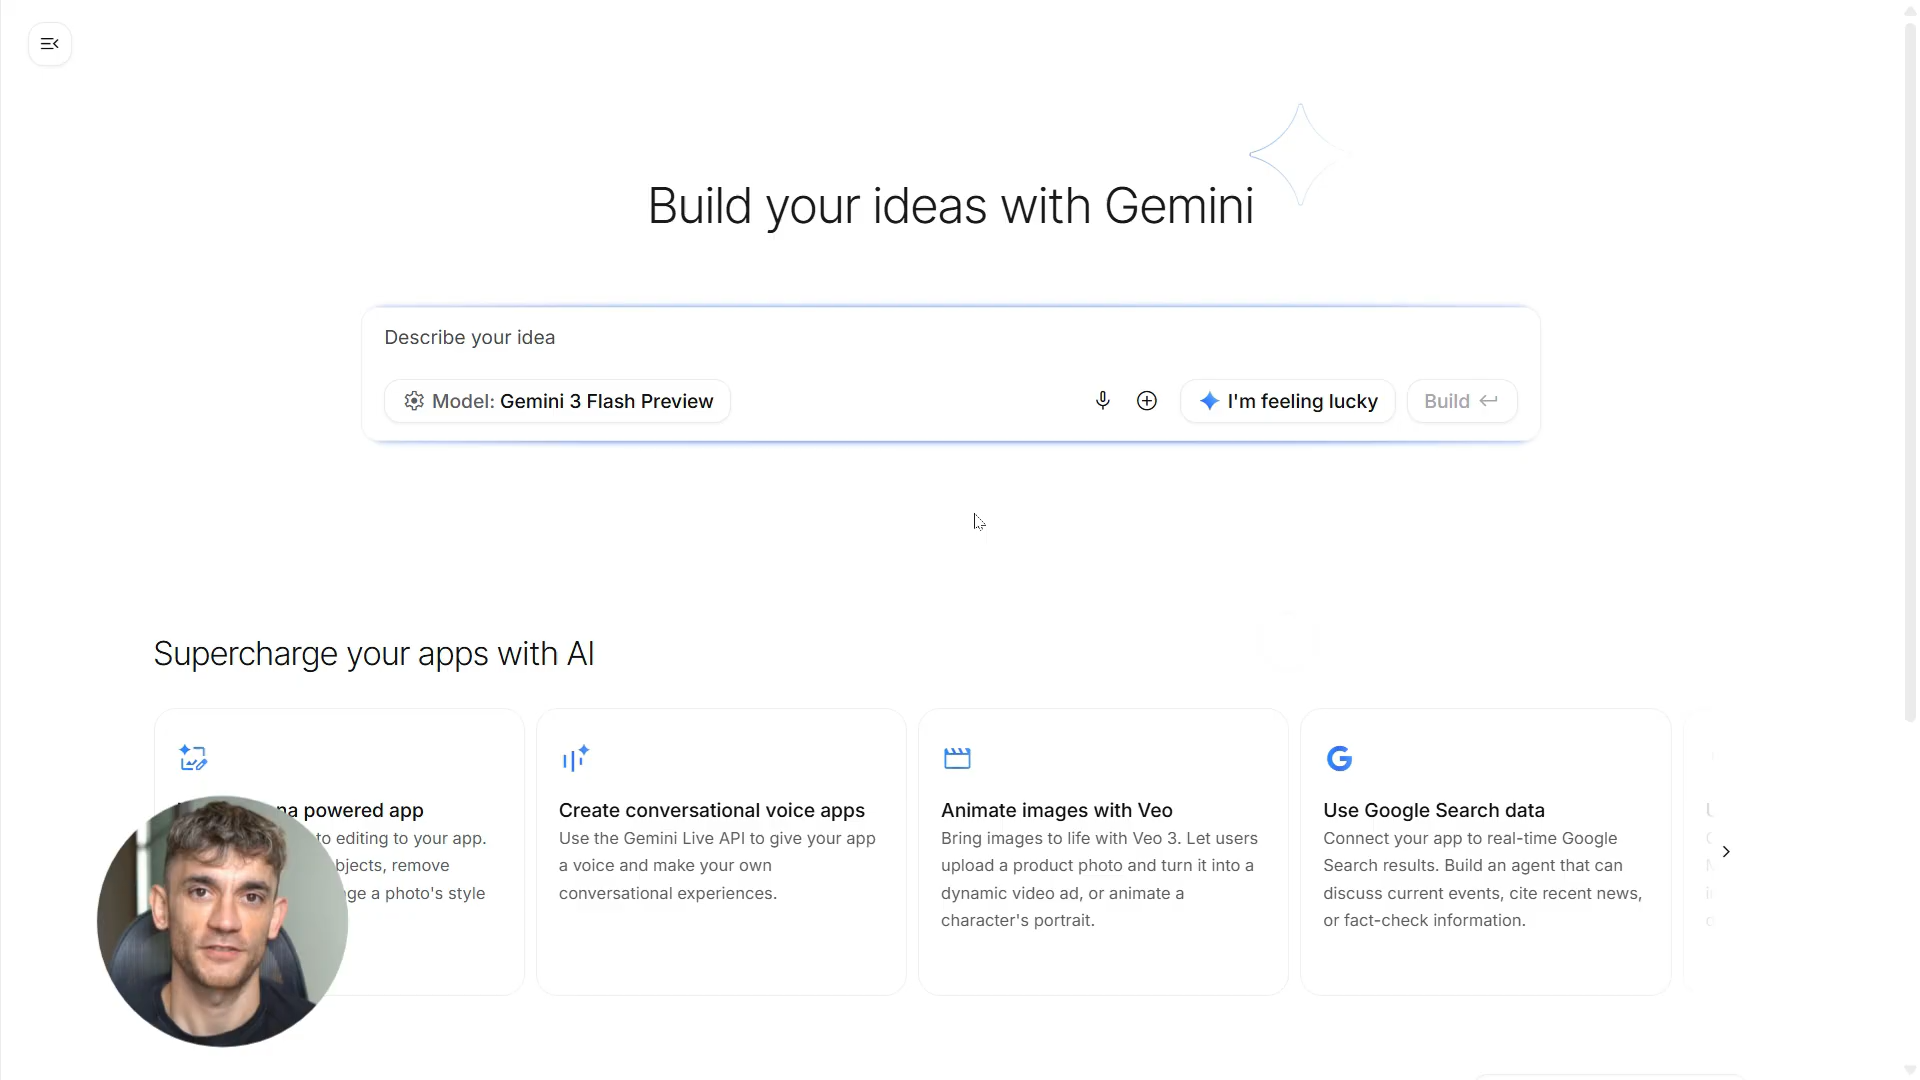 Build your ideas with Gemini
Describe your idea
Model: Gemini 3 Flash Preview
I'm feeling lucky
Build
Supercharge your apps with AI
powered app
to editing to your app.
remove
a photo's style
Create conversational voice apps
Use the Gemini Live API to give your app
a voice and make your own
conversational experiences.
Animate images with Veo
Bring images to life with Veo 3. Let users
upload a product photo and turn it into a
dynamic video ad, or animate a
character's portrait.
Use Google Search data
Connect your app to real-time Google
Search results. Build an agent that can
discuss current events, cite recent news,
or fact-check information.